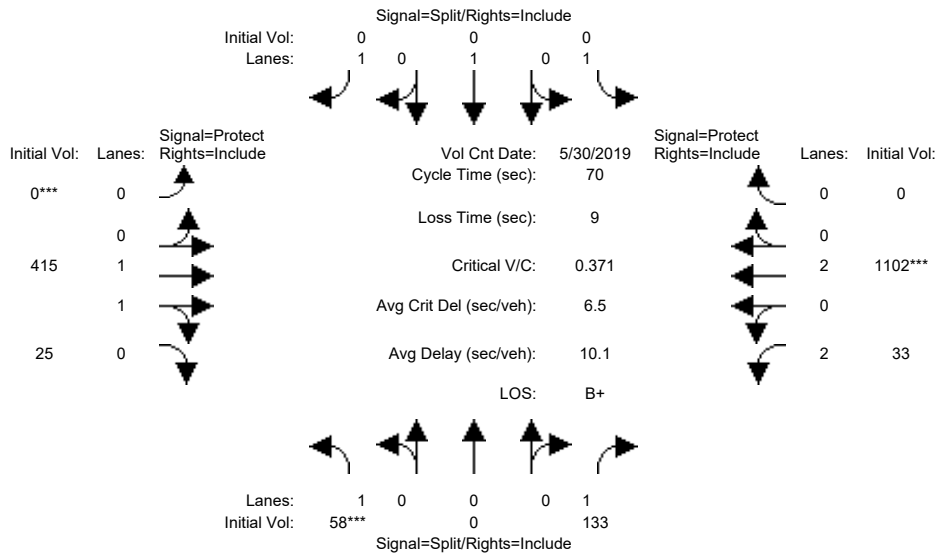 Signal=Split/Rights=Include
Initial Vol: 0 0 0
Lanes: 1 0 1 0 1
Signal=Protect Signal=Protect
Initial Vol: Lanes: Rights=Include Vol Cnt Date: 5/30/2019 Rights=Include Lanes: Initial Vol:
Cycle Time (sec): 70
0*** 0 0 0
Loss Time (sec): 9
0 0
415 1 Critical V/C: 0.371 2 1102***
1 Avg Crit Del (sec/veh): 6.5 0
25 0 Avg Delay (sec/veh): 10.1 2 33
LOS: B+
Lanes: 1 0 0 0 1
Initial Vol: 58*** 0 133
Signal=Split/Rights=Include